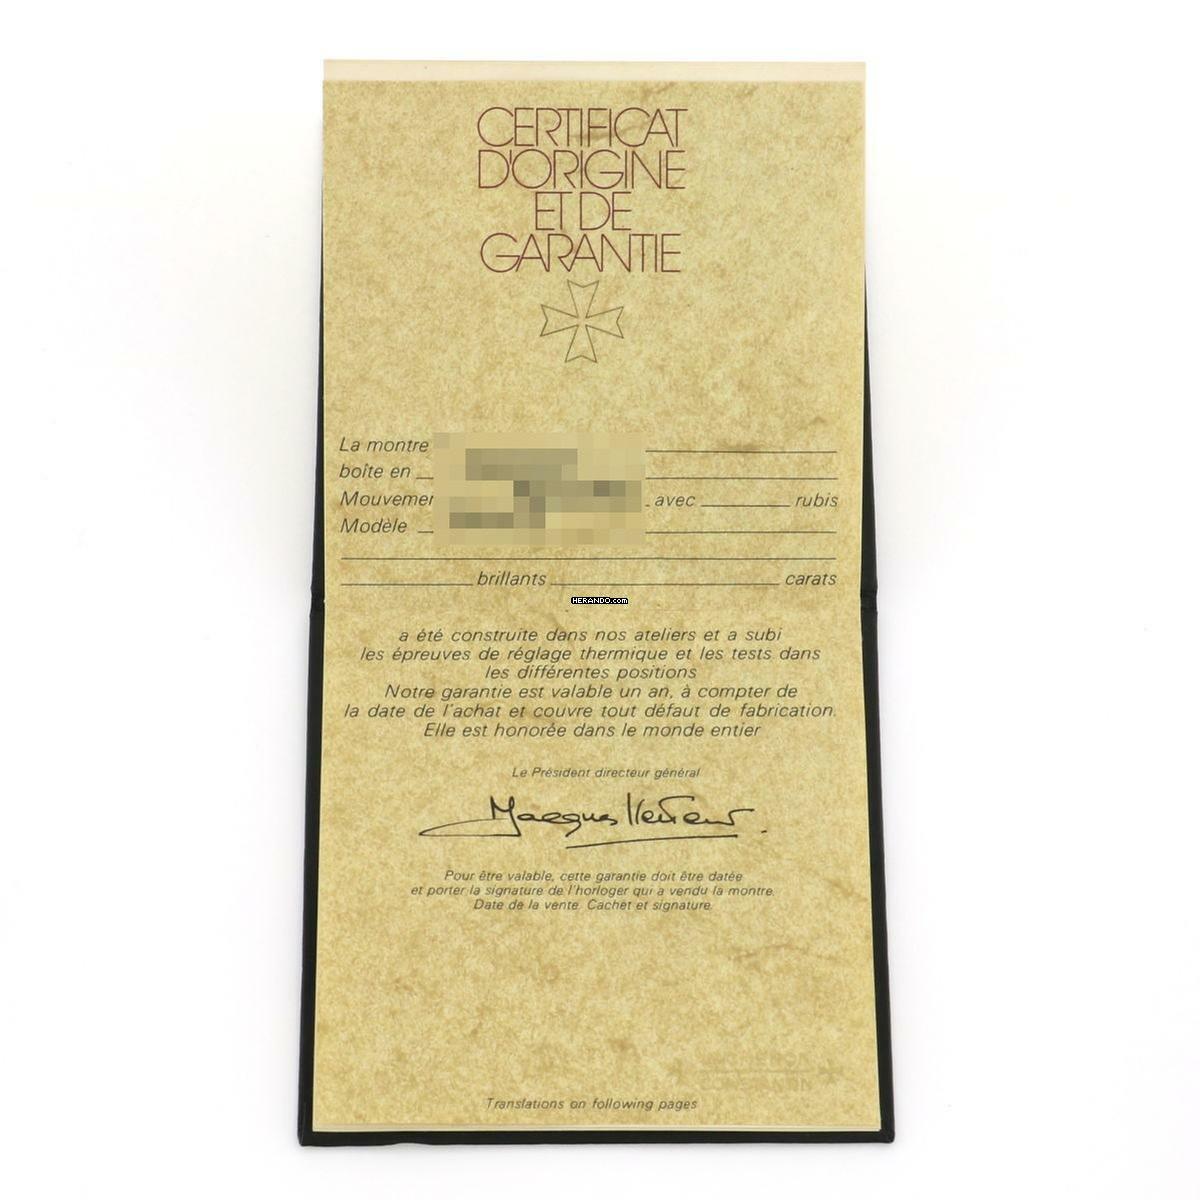 CERTIFICAT
D'ORIGINE
ET DE
GARANTIE
La montre
boîte en
avec rubis
Modèle
brillants carats
HERANDO.com
a été construite dans nos ateliers et a subi
les épreuves de réglage thermique et les tests dans
les différentes positions
Notre garantie est valable un an, à compter de
la date de l'achat et couvre tout défaut de fabrication.
Elle est honorée dans le monde entier
Le Président directeur général
Pour être valable, cette garantie doit être datée
et porter la signature de l'horloger qui a vendu la montre.
Date de la vente. Cachet et signature.
Translations on following pages